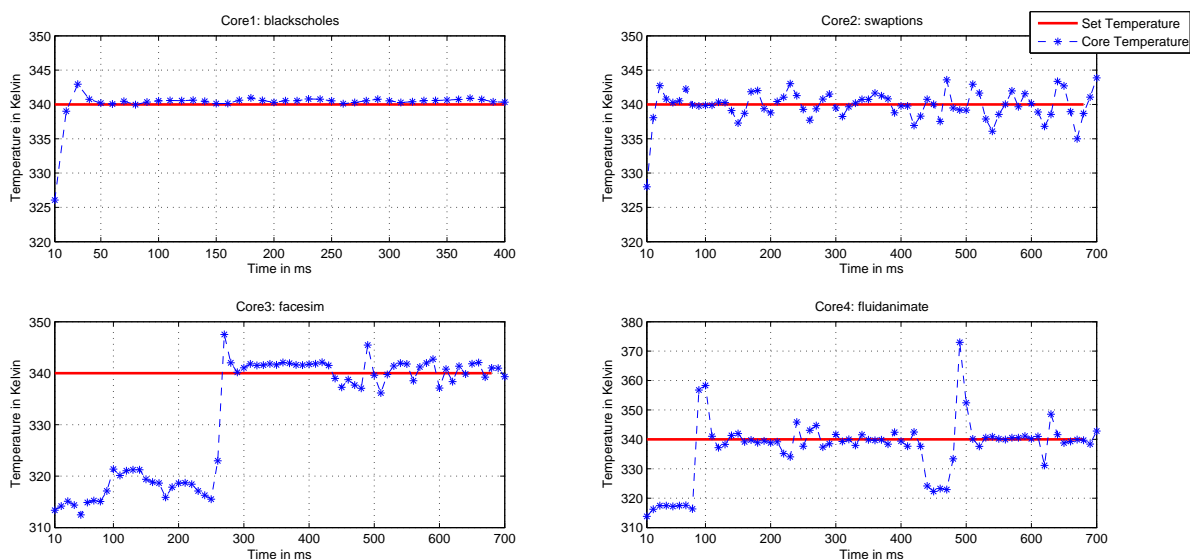 Core1: blackscholes
Temperature in Kelvin
350
345
340
335
330
325
320
10 50 100 150 200 250 300 350 400
Time in ms
Core2: swaptions
Set Temperature
Core Temperature
Temperature in Kelvin
350
345
340
335
330
325
320
10 100 200 300 400 500 600 700
Time in ms
Core3: facesim
Temperature in Kelvin
350
340
330
320
310
10 100 200 300 400 500 600 700
Time in ms
Core4: fluidanimate
Temperature in Kelvin
380
370
360
350
340
330
320
310
10 100 200 300 400 500 600 700
Time in ms